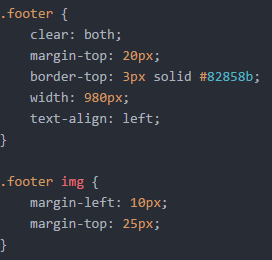 .footer {
    clear: both;
    margin-top: 20px;
    border-top: 3px solid #82858b;
    width: 980px;
    text-align: left;
}

.footer img {
    margin-left: 10px;
    margin-top: 25px;
}